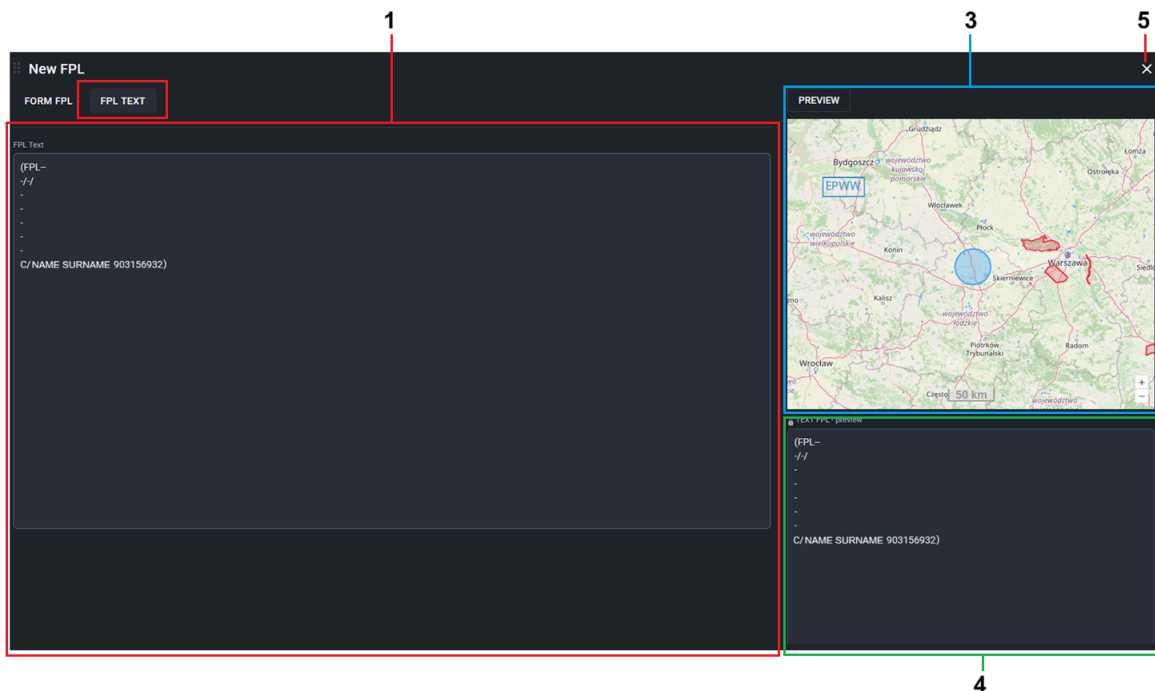 1
3
5
New FPL
FORM FPL
FPL TEXT
PREVIEW
FPL Text
(FPL--
-/-/
-
-
-
-
-
C/NAME SURNAME 903156932)
Grudziądz
Łomża
Bydgoszcz
województwo
kujawsko
pomorskie
Ostrołęka
EPWW
Włocławek
Płock
województwo
wielkopolskie
Konin
Warszawa
Skierniewice
Kalisz
województwo
łódzkie
Piotrków
Trybunalski
Radom
Wrocław
+
Często
50 km
województwo
−
TEXT FPL - preview
(FPL--
-/-/
-
-
-
-
-
C/NAME SURNAME 903156932)
4